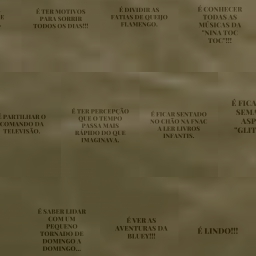 É TER MOTIVOS
PARA SORRIR
TODOS OS DIAS!!!
É DIVIDIR AS
FATIAS DE QUEIJO
FLAMENGO.
É CONHECER
TODAS AS
MÚSICAS DA
"NINA TOC
TOC"!!!
É PARTILHAR O
COMANDO DA
TELEVISÃO.
É TER PERCEPÇÃO
QUE O TEMPO
PASSA MAIS
RÁPIDO DO QUE
IMAGINAVA.
É FICAR SENTADO
NO CHÃO NA FNAC
A LER LIVROS
INFANTIS.
É FICA
SEM
ASP
"GLIT
É SABER LIDAR
COM UM
PEQUENO
TORNADO DE
DOMINGO A
DOMINGO...
É VER AS
AVENTURAS DA
BLUEY!!!
É LINDO!!!